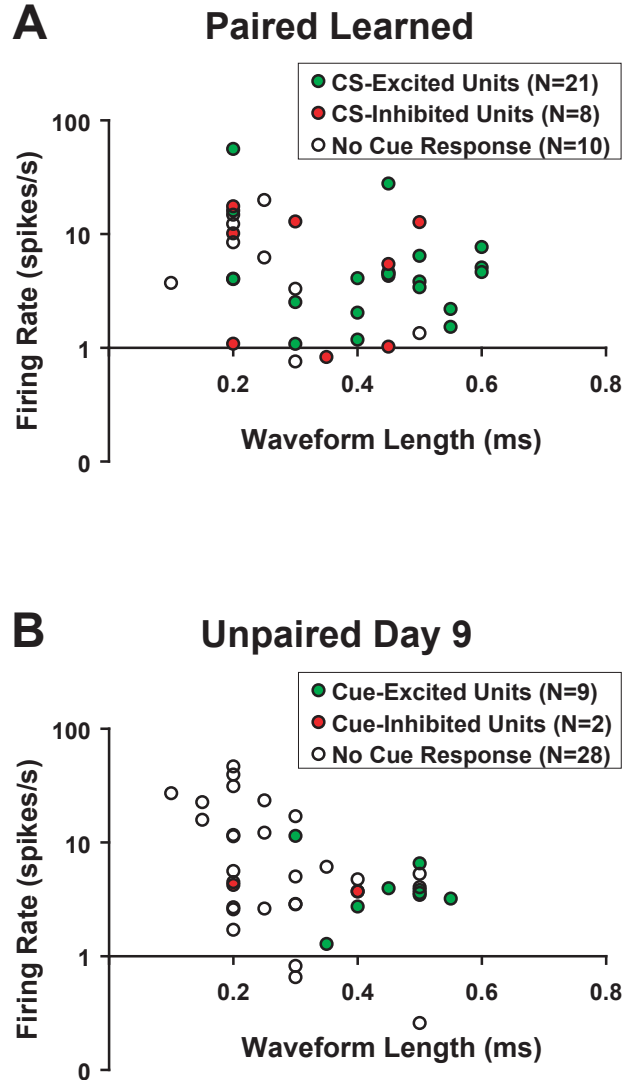 A Paired Learned
CS-Excited Units (N=21)
CS-Inhibited Units (N=8)
No Cue Response (N=10)
100
10
1
0
Firing Rate (spikes/s)
0.2 0.4 0.6 0.8
Waveform Length (ms)
B Unpaired Day 9
Cue-Excited Units (N=9)
Cue-Inhibited Units (N=2)
No Cue Response (N=28)
100
10
1
0
Firing Rate (spikes/s)
0.2 0.4 0.6 0.8
Waveform Length (ms)